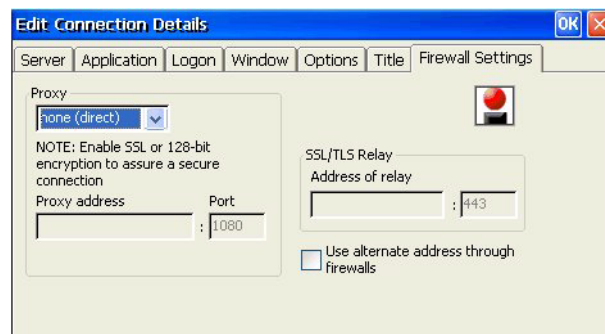 Edit Connection Details OK
Server Application Logon Window Options Title Firewall Settings
Proxy
none (direct)
NOTE: Enable SSL or 128-bit
encryption to assure a secure
connection
Proxy address Port
: 1080
SSL/TLS Relay
Address of relay
: 443
Use alternate address through
firewalls